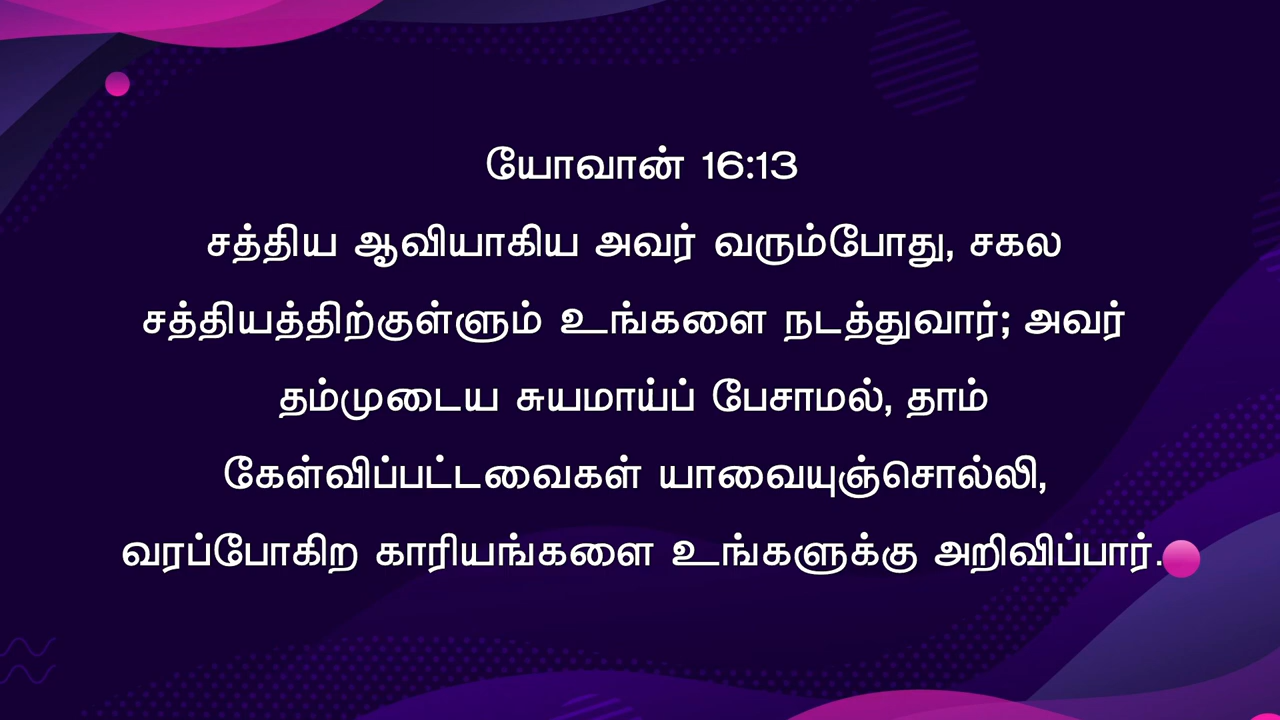 யோவான் 16:13
சத்திய ஆவியாகிய அவர் வரும்போது, சகல
சத்தியத்திற்குள்ளும் உங்களை நடத்துவார்; அவர்
தம்முடைய சுயமாய்ப் பேசாமல், தாம்
கேள்விப்பட்டவைகள் யாவையுஞ்சொல்லி,
வரப்போகிற காரியங்களை உங்களுக்கு அறிவிப்பார்.